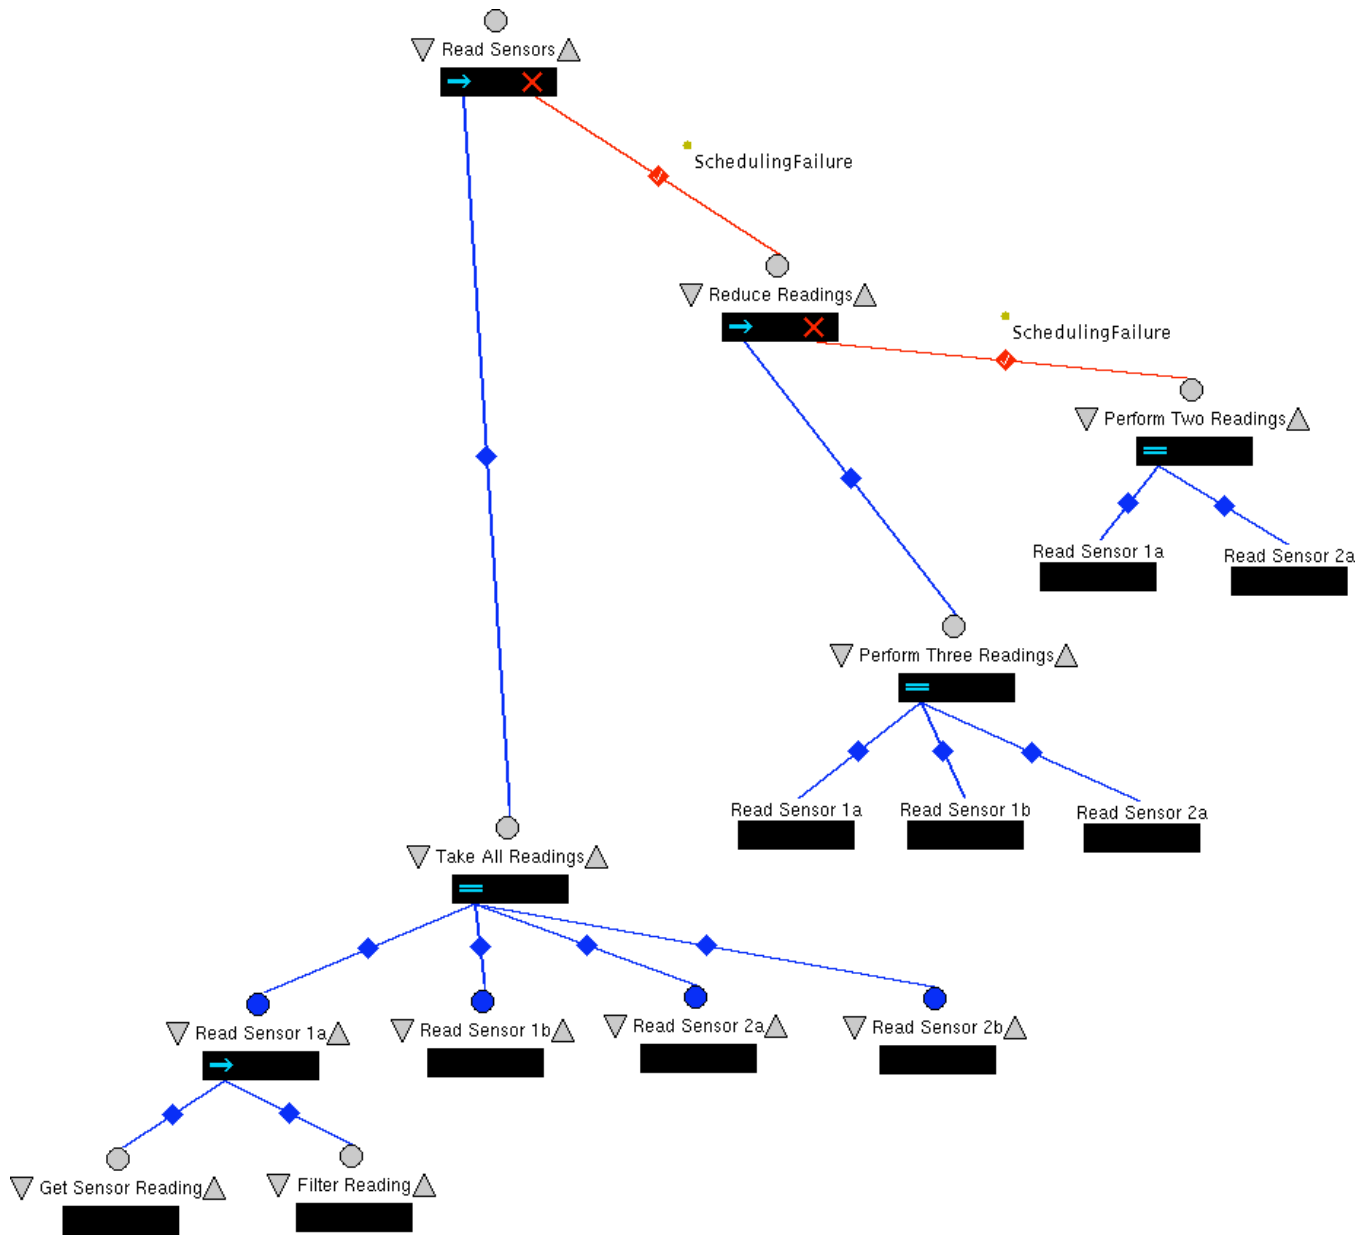 Read Sensors
SchedulingFailure
Reduce Readings
SchedulingFailure
Perform Two Readings
Read Sensor 1a
Read Sensor 2a
Perform Three Readings
Read Sensor 1a
Read Sensor 1b
Read Sensor 2a
Take All Readings
Read Sensor 1a
Read Sensor 1b
Read Sensor 2a
Read Sensor 2b
Get Sensor Reading
Filter Reading